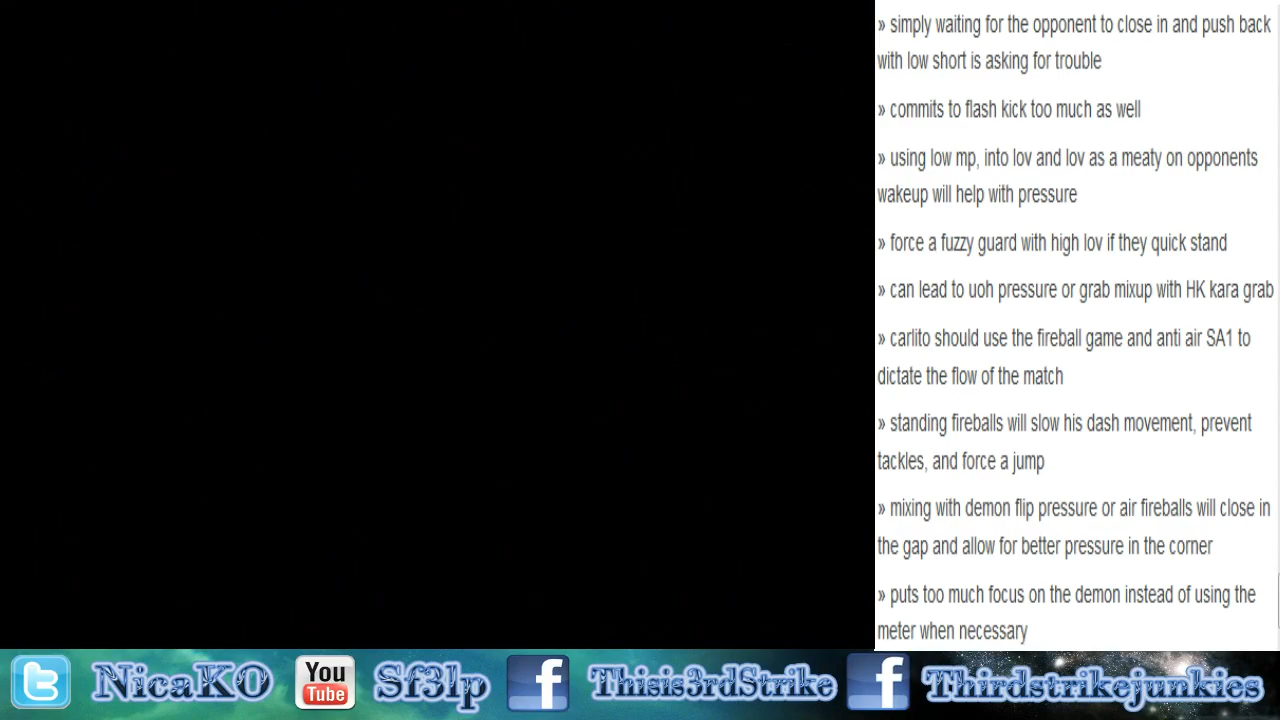 » simply waiting for the opponent to close in and push back
with low short is asking for trouble
» commits to flash kick too much as well
» using low mp, into lov and lov as a meaty on opponents
wakeup will help with pressure
» force a fuzzy guard with high lov if they quick stand
» can lead to uoh pressure or grab mixup with HK kara grab
» carlito should use the fireball game and anti air SA1 to
dictate the flow of the match
» standing fireballs will slow his dash movement, prevent
tackles, and force a jump
» mixing with demon flip pressure or air fireballs will close in
the gap and allow for better pressure in the corner
» puts too much focus on the demon instead of using the
meter when necessary
NicaKO You Tube Sf3lp Thisis3rdStrike Thirdstrikejunkies